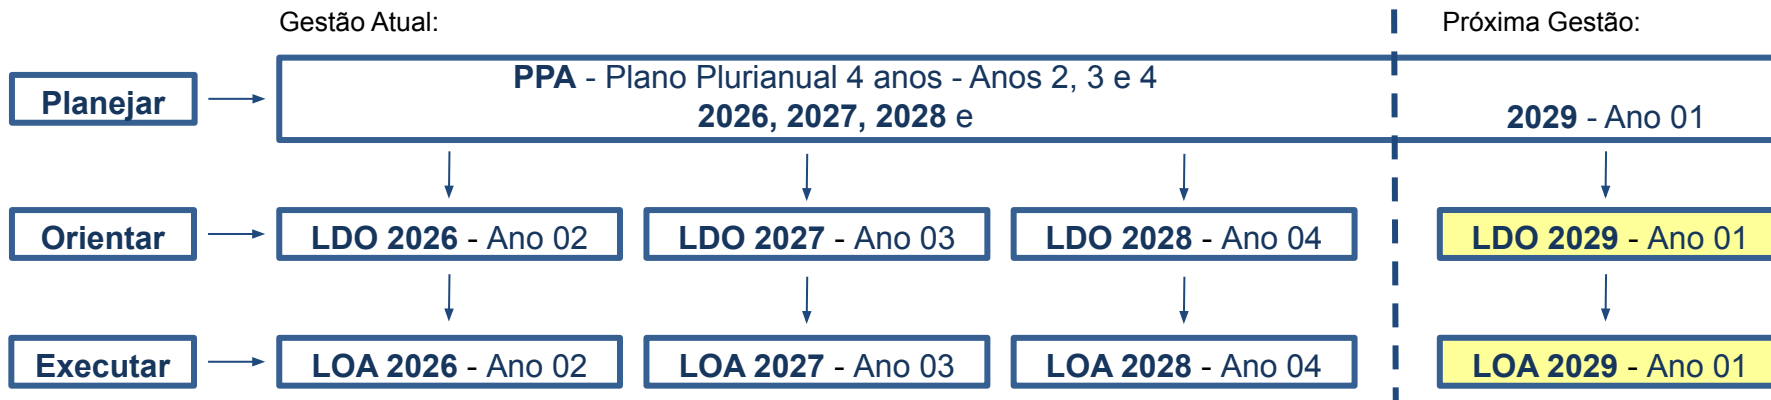 Gestão Atual:
Próxima Gestão:
Planejar
PPA - Plano Plurianual 4 anos - Anos 2, 3 e 4
2026, 2027, 2028 e
2029 - Ano 01
Orientar
LDO 2026 - Ano 02
LDO 2027 - Ano 03
LDO 2028 - Ano 04
LDO 2029 - Ano 01
Executar
LOA 2026 - Ano 02
LOA 2027 - Ano 03
LOA 2028 - Ano 04
LOA 2029 - Ano 01